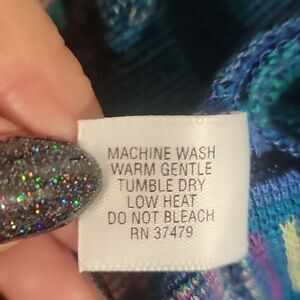 MACHINE WASH
WARM GENTLE
TUMBLE DRY
LOW HEAT
DO NOT BLEACH
RN 37479